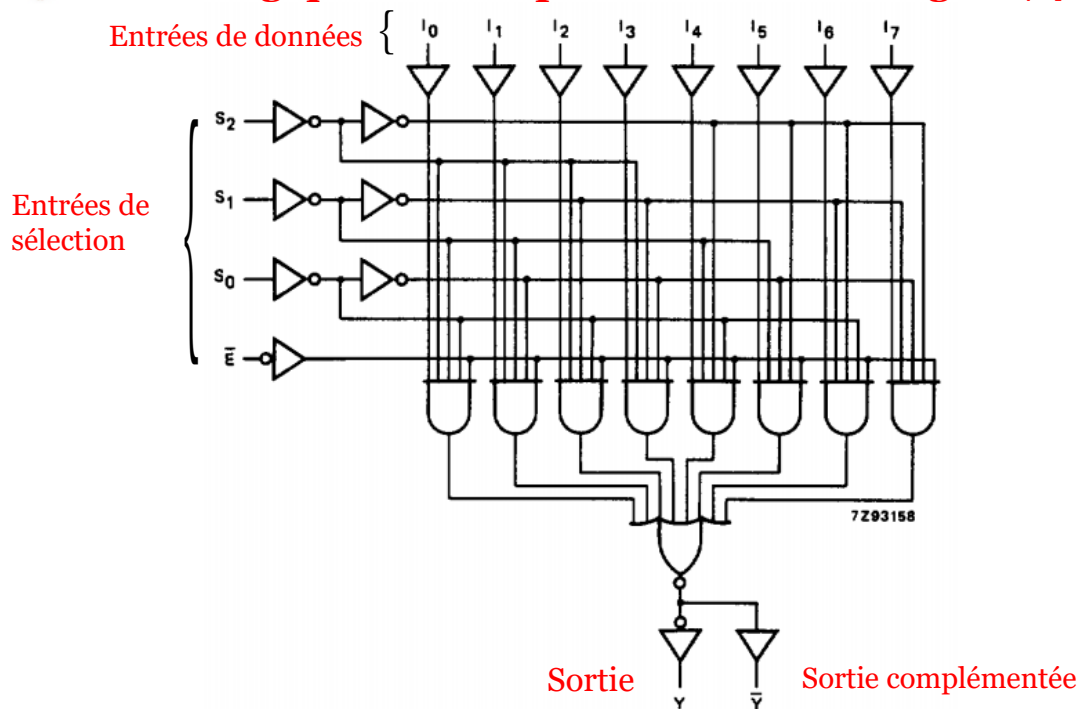 Entrées de données {
I0 I1 I2 I3 I4 I5 I6 I7
S2
Entrées de
sélection
S1
S0
E̅
7Z93158
Sortie
Sortie complémentée
Y Y̅